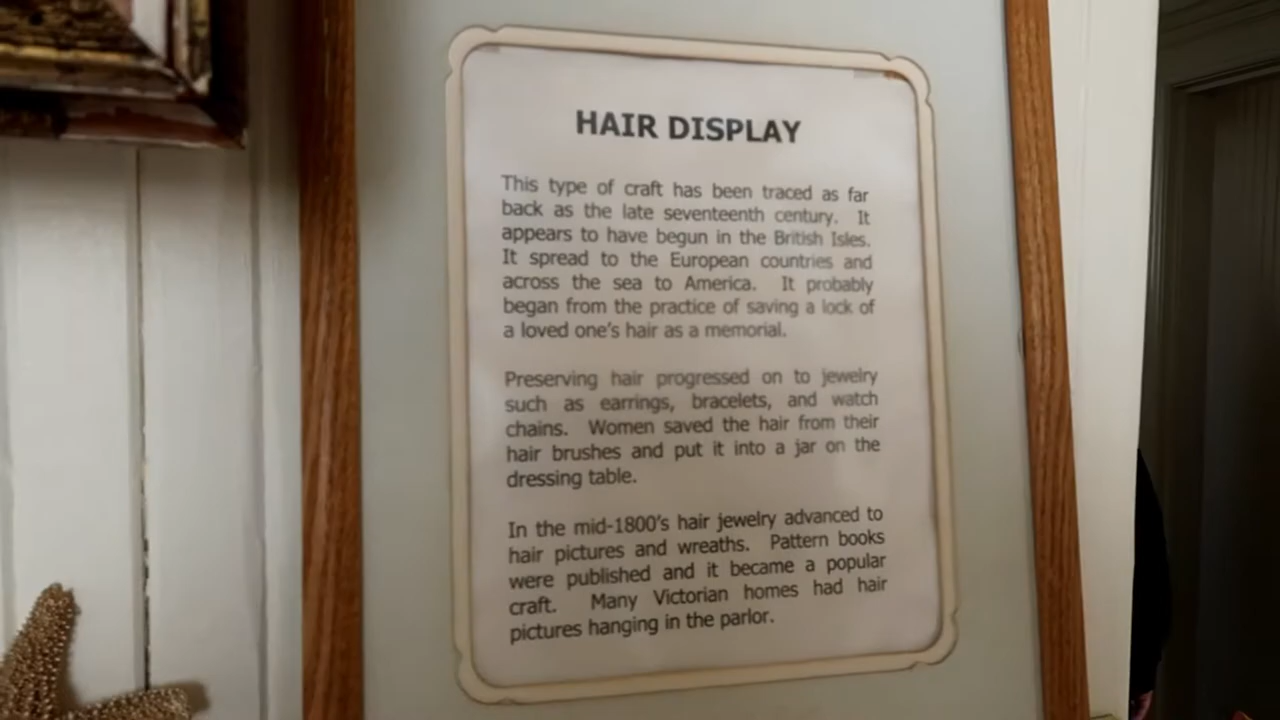 HAIR DISPLAY
This type of craft has been traced as far
back as the late seventeenth century. It
appears to have begun in the British Isles.
It spread to the European countries and
across the sea to America. It probably
began from the practice of saving a lock of
a loved one's hair as a memorial.
Preserving hair progressed on to jewelry
such as earrings, bracelets, and watch
chains. Women saved the hair from their
hair brushes and put it into a jar on the
dressing table.
In the mid-1800's hair jewelry advanced to
hair pictures and wreaths. Pattern books
were published and it became a popular
craft. Many Victorian homes had hair
pictures hanging in the parlor.